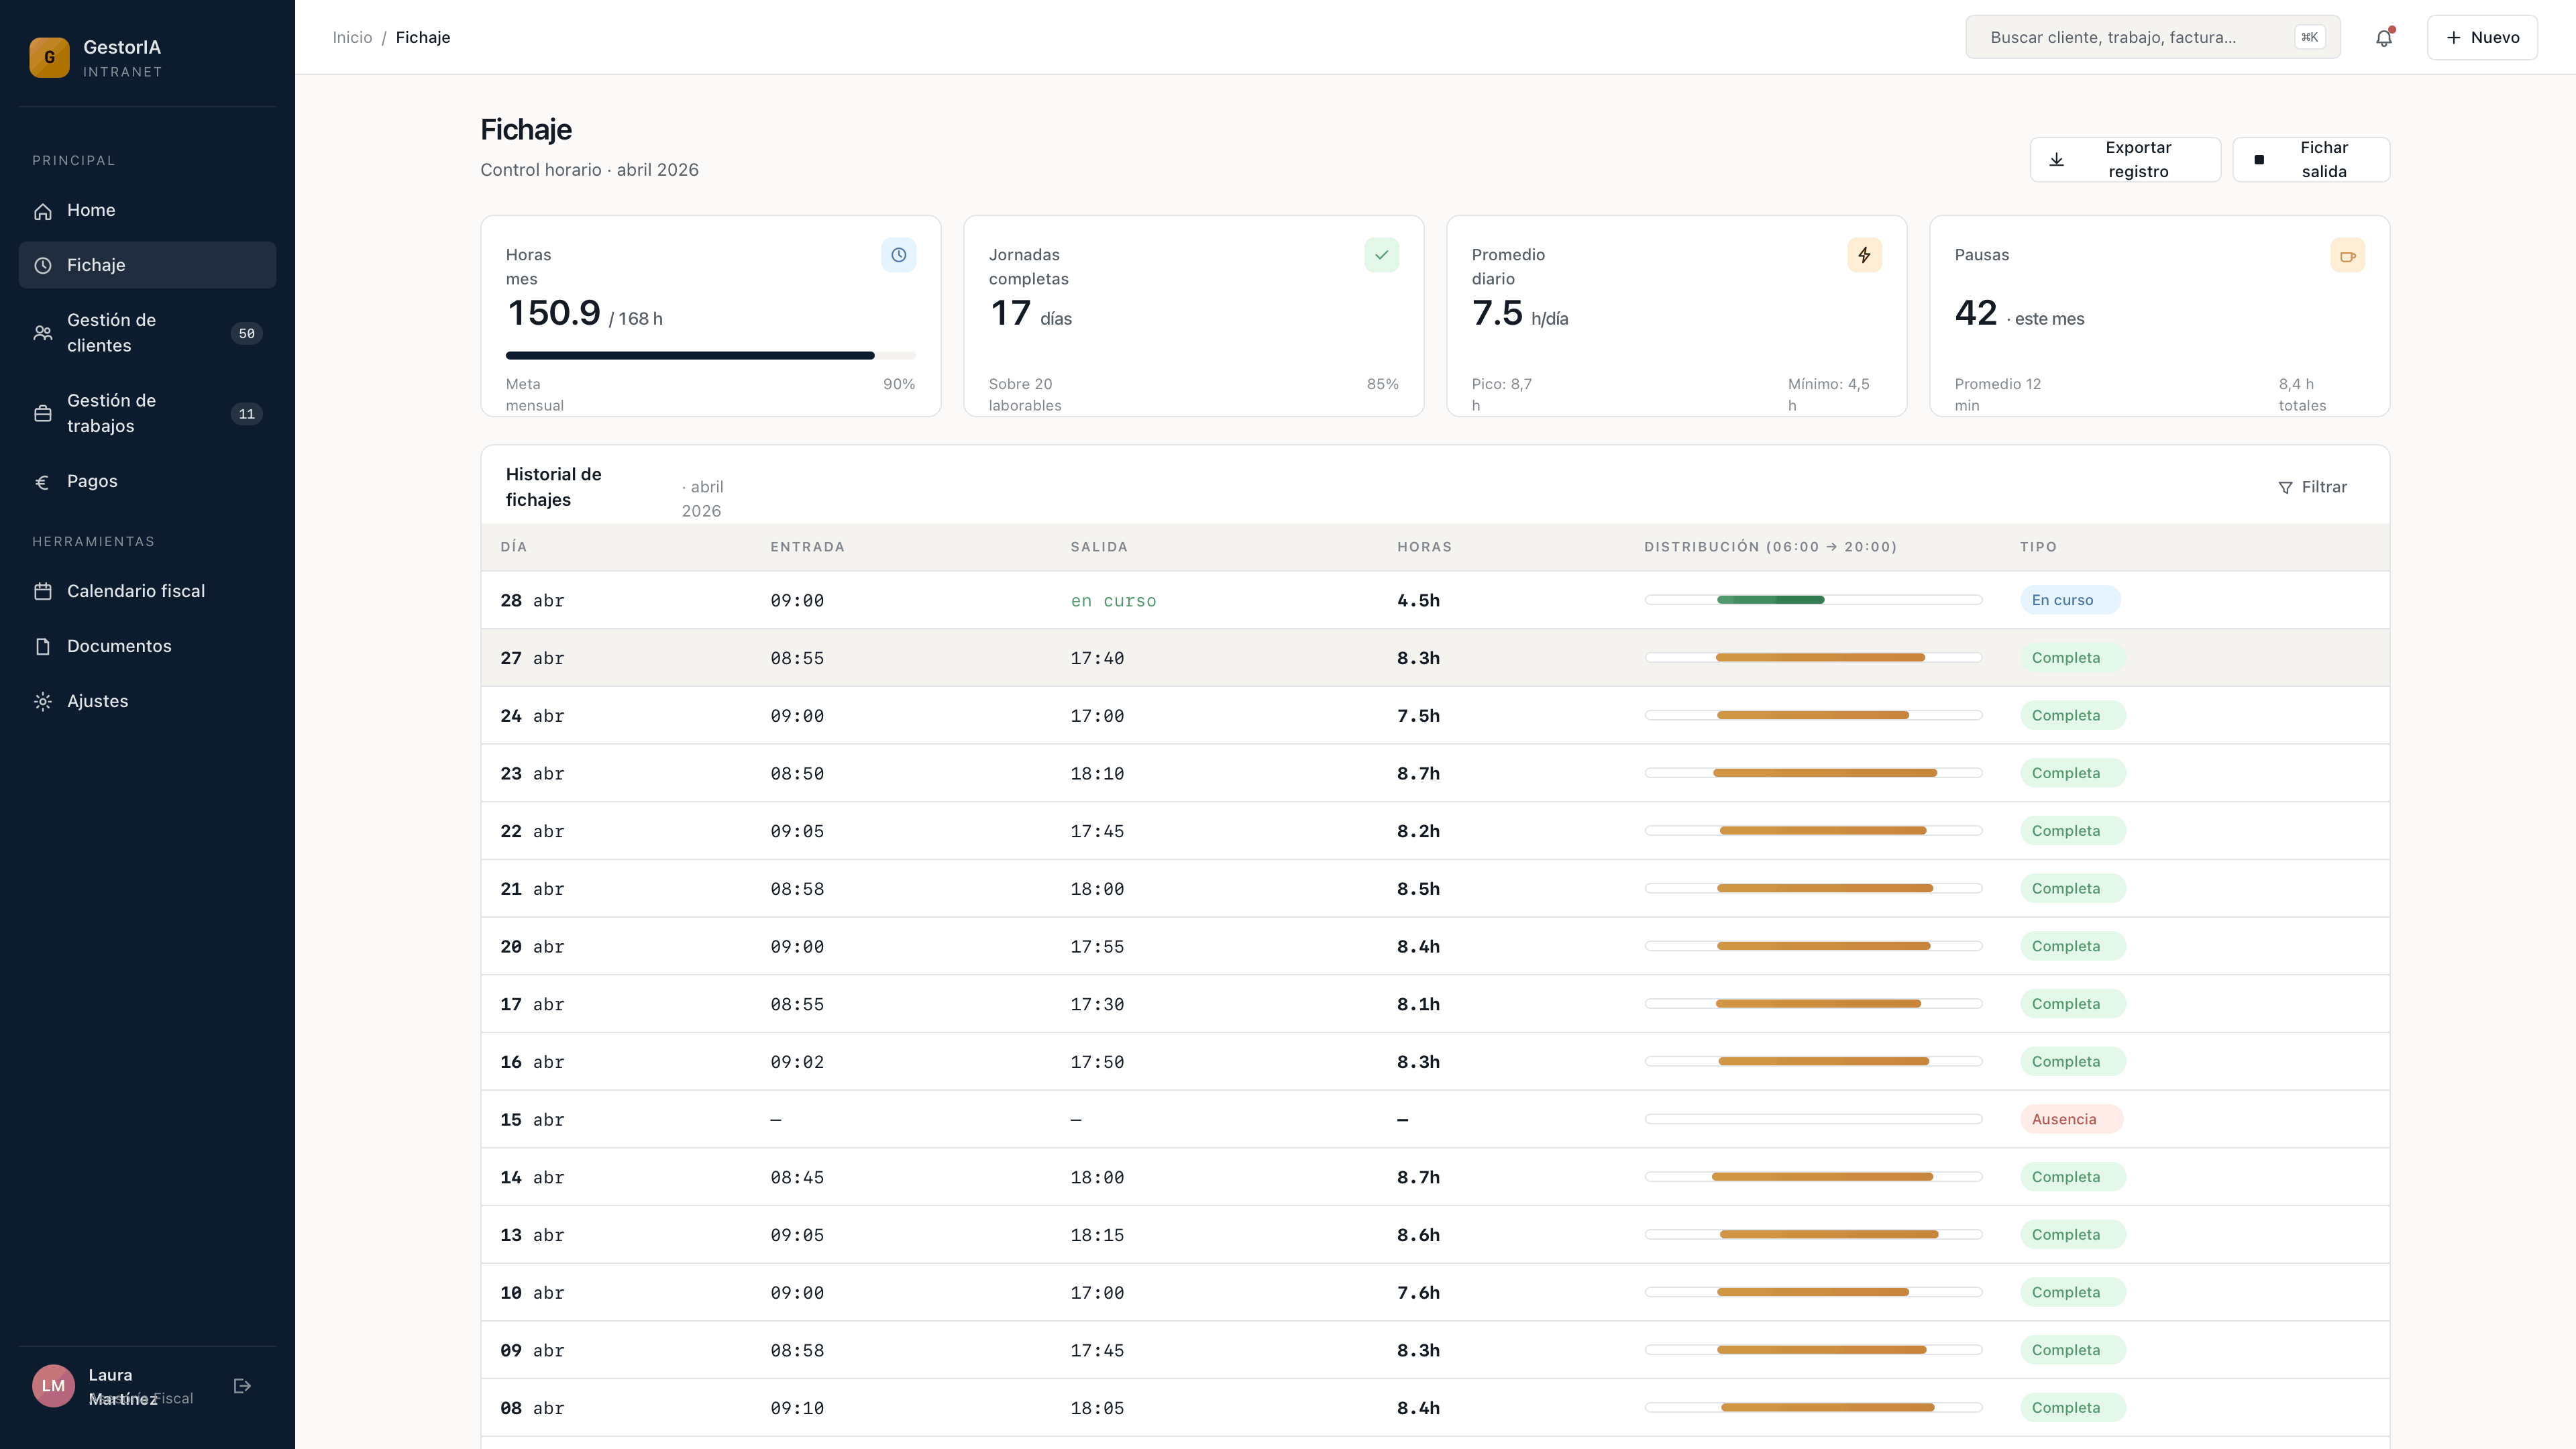 G
GestorIA
INTRANET
PRINCIPAL
Home
Fichaje
Gestión de
clientes
50
Gestión de
trabajos
11
Pagos
HERRAMIENTAS
Calendario fiscal
Documentos
Ajustes
LM
Laura
Martínez
Fiscal
Inicio / Fichaje
Buscar cliente, trabajo, factura...
⌘K
Nuevo
Fichaje
Control horario · abril 2026
Exportar
registro
Fichar
salida
Horas
mes
150.9 / 168 h
Meta
mensual
90%
Jornadas
completas
17 días
Sobre 20
laborables
85%
Promedio
diario
7.5 h/día
Pico: 8,7
h
Mínimo: 4,5
h
Pausas
42 · este mes
Promedio 12
min
8,4 h
totales
Historial de
fichajes
· abril
2026
Filtrar
DÍA ENTRADA SALIDA HORAS DISTRIBUCIÓN (06:00 → 20:00) TIPO
28 abr 09:00 en curso 4.5h En curso
27 abr 08:55 17:40 8.3h Completa
24 abr 09:00 17:00 7.5h Completa
23 abr 08:50 18:10 8.7h Completa
22 abr 09:05 17:45 8.2h Completa
21 abr 08:58 18:00 8.5h Completa
20 abr 09:00 17:55 8.4h Completa
17 abr 08:55 17:30 8.1h Completa
16 abr 09:02 17:50 8.3h Completa
15 abr — — — Ausencia
14 abr 08:45 18:00 8.7h Completa
13 abr 09:05 18:15 8.6h Completa
10 abr 09:00 17:00 7.6h Completa
09 abr 08:58 17:45 8.3h Completa
08 abr 09:10 18:05 8.4h Completa